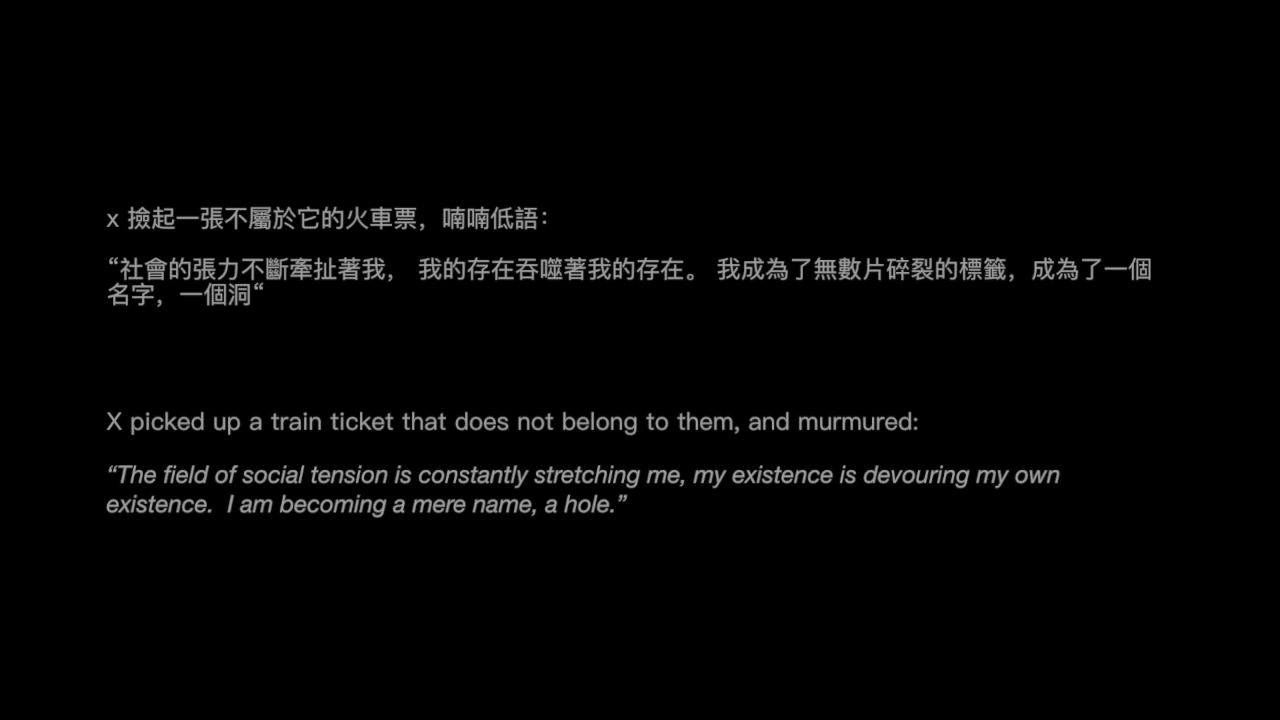 x 撿起一張不屬於它的火車票，喃喃低語：
“社會的張力不斷牽扯著我， 我的存在吞噬著我的存在。 我成為了無數片碎裂的標籤，成為了一個
名字，一個洞“
X picked up a train ticket that does not belong to them, and murmured:
“The field of social tension is constantly stretching me, my existence is devouring my own
existence.  I am becoming a mere name, a hole.”